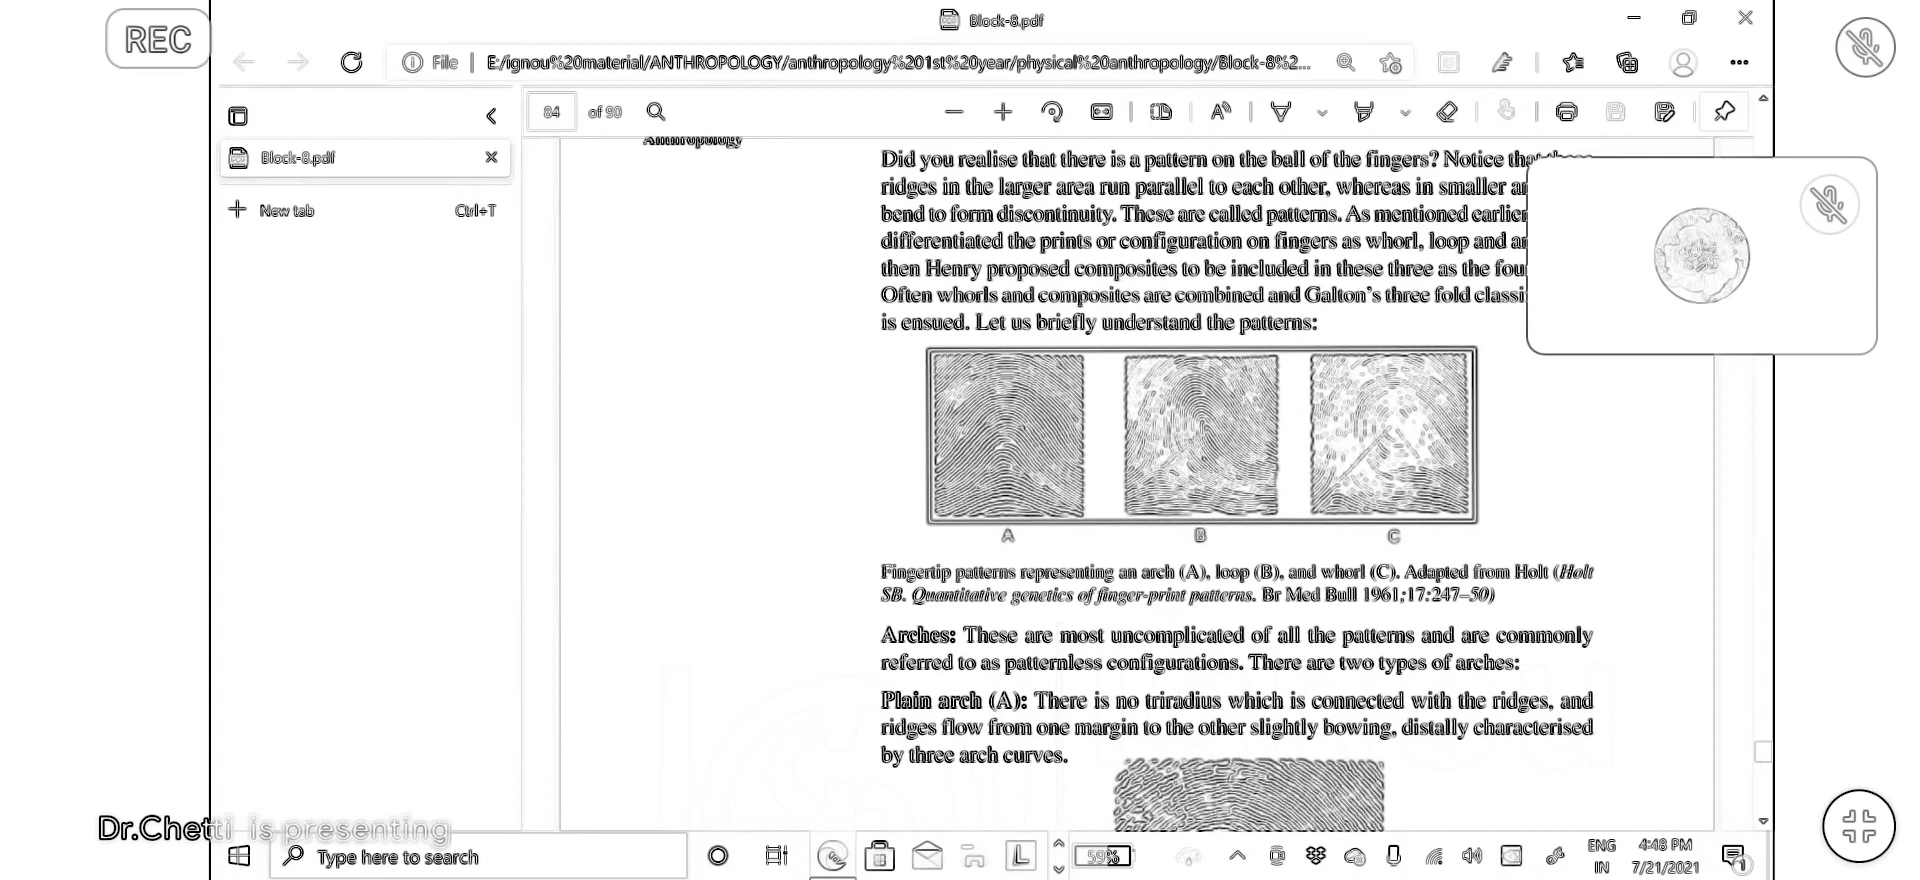 REC
Block-8.pdf
File | E:/ignou%20material/ANTHROPOLOGY/anthropology%201st%20year/physical%20anthropology/Block-8%2...
84 of 90
Block-8.pdf
New tab Ctrl+T
Anthropology
Did you realise that there is a pattern on the ball of the fingers? Notice that
ridges in the larger area run parallel to each other, whereas in smaller
bend to form discontinuity. These are called patterns. As mentioned earlier
differentiated the prints or configuration on fingers as whorl, loop and
then Henry proposed composites to be included in these three as the
Often whorls and composites are combined and Galton's three fold
is ensued. Let us briefly understand the patterns:
A B C
Fingertip patterns representing an arch (A), loop (B), and whorl (C). Adapted from Holt (Holt
SB. Quantitative genetics of finger-print patterns. Br Med Bull 1961;17:247–50)
Arches: These are most uncomplicated of all the patterns and are commonly
referred to as patternless configurations. There are two types of arches:
Plain arch (A): There is no triradius which is connected with the ridges, and
ridges flow from one margin to the other slightly bowing, distally characterised
by three arch curves.
Dr.Chetti is presenting
Type here to search
59%
ENG
IN
4:48 PM
7/21/2021
1